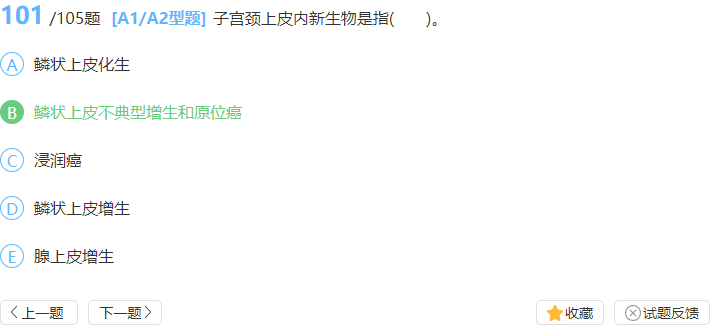 101 /105题 [A1/A2型题] 子宫颈上皮内新生物是指(　　)。
A 鳞状上皮化生
B 鳞状上皮不典型增生和原位癌
C 浸润癌
D 鳞状上皮增生
E 腺上皮增生
上一题 下一题 收藏 试题反馈